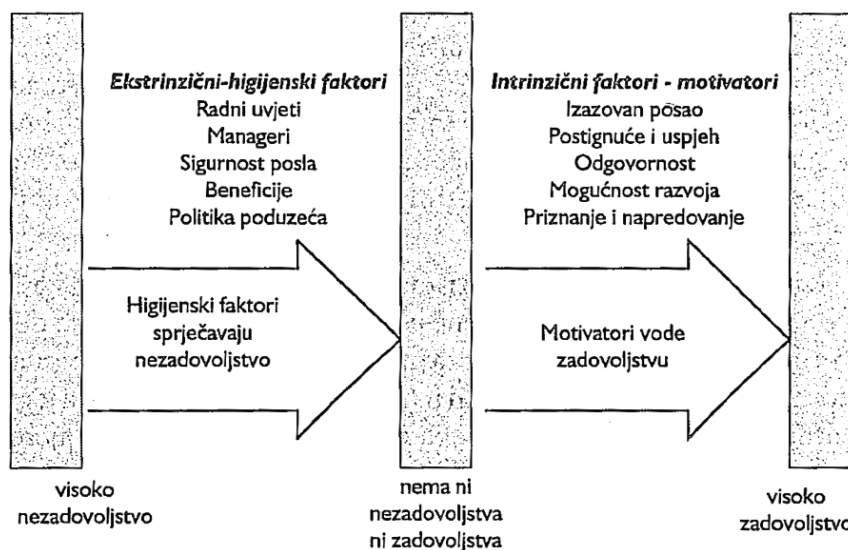 Ekstrinzični-higijenski faktori
Radni uvjeti
Manageri
Sigurnost posla
Beneficije
Politika poduzeća
Higijenski faktori
sprječavaju
nezadovoljstvo
Intrinzični faktori - motivatori
Izazovan posao
Postignuće i uspjeh
Odgovornost
Mogućnost razvoja
Priznanje i napredovanje
Motivatori vode
zadovoljstvu
visoko
nezadovoljstvo
nema ni
nezadovoljstva
ni zadovoljstva
visoko
zadovoljstvo